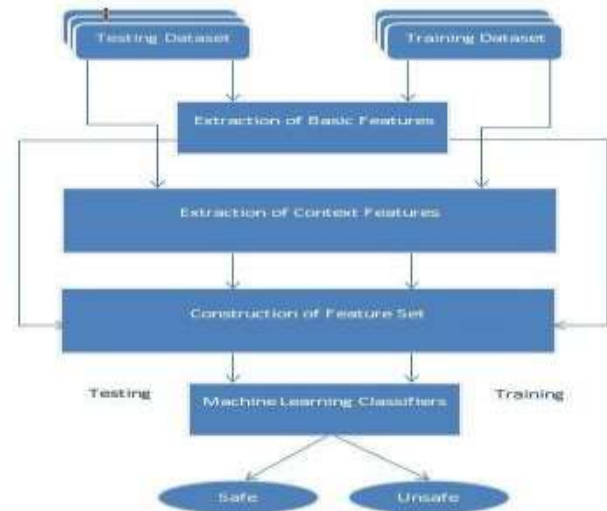 Testing Dataset
Training Dataset
Extraction of Basic Features
Extraction of Context Features
Construction of Feature Set
Testing
Training
Machine Learning Classifiers
Safe
Unsafe